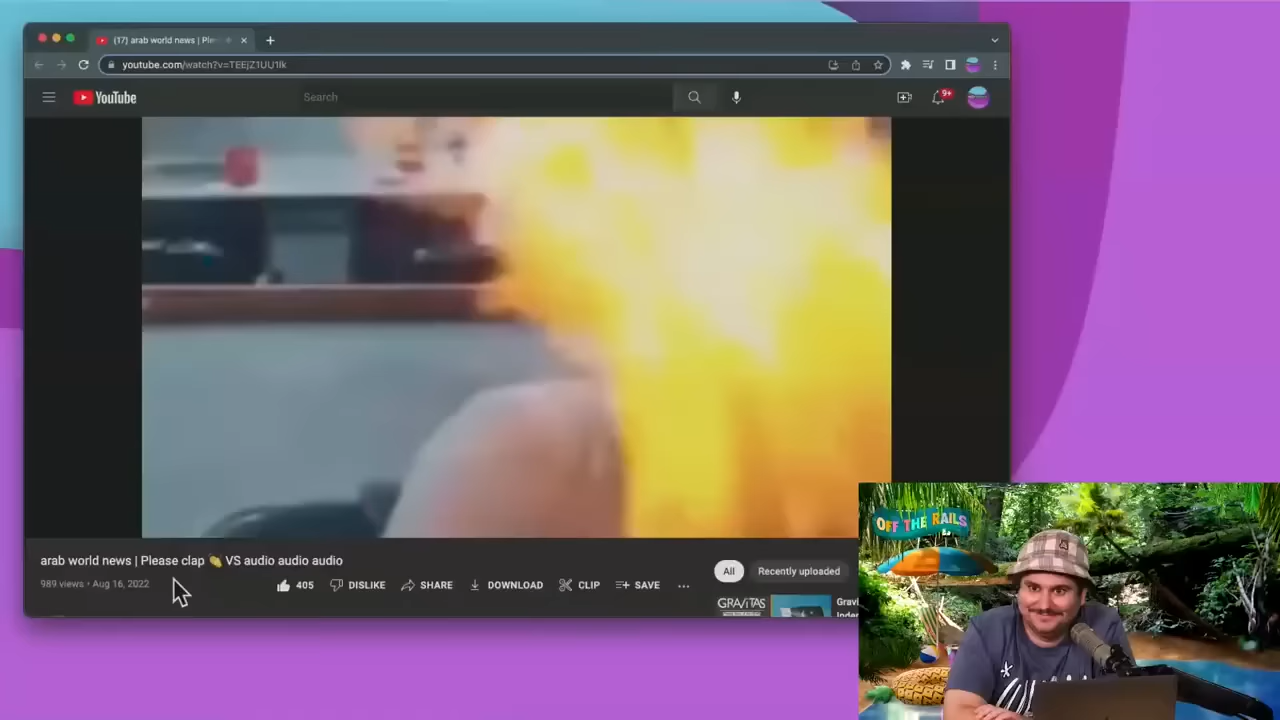 (17) arab world news | Ple
youtube.com/watch?v=TEEjZ1UU1lk
YouTube
Search
9+
arab world news | Please clap 👏 VS audio audio audio
989 views • Aug 16, 2022
405
DISLIKE
SHARE
DOWNLOAD
CLIP
SAVE
All
Recently uploaded
GRAVITAS
Gravi
OFF THE RAILS